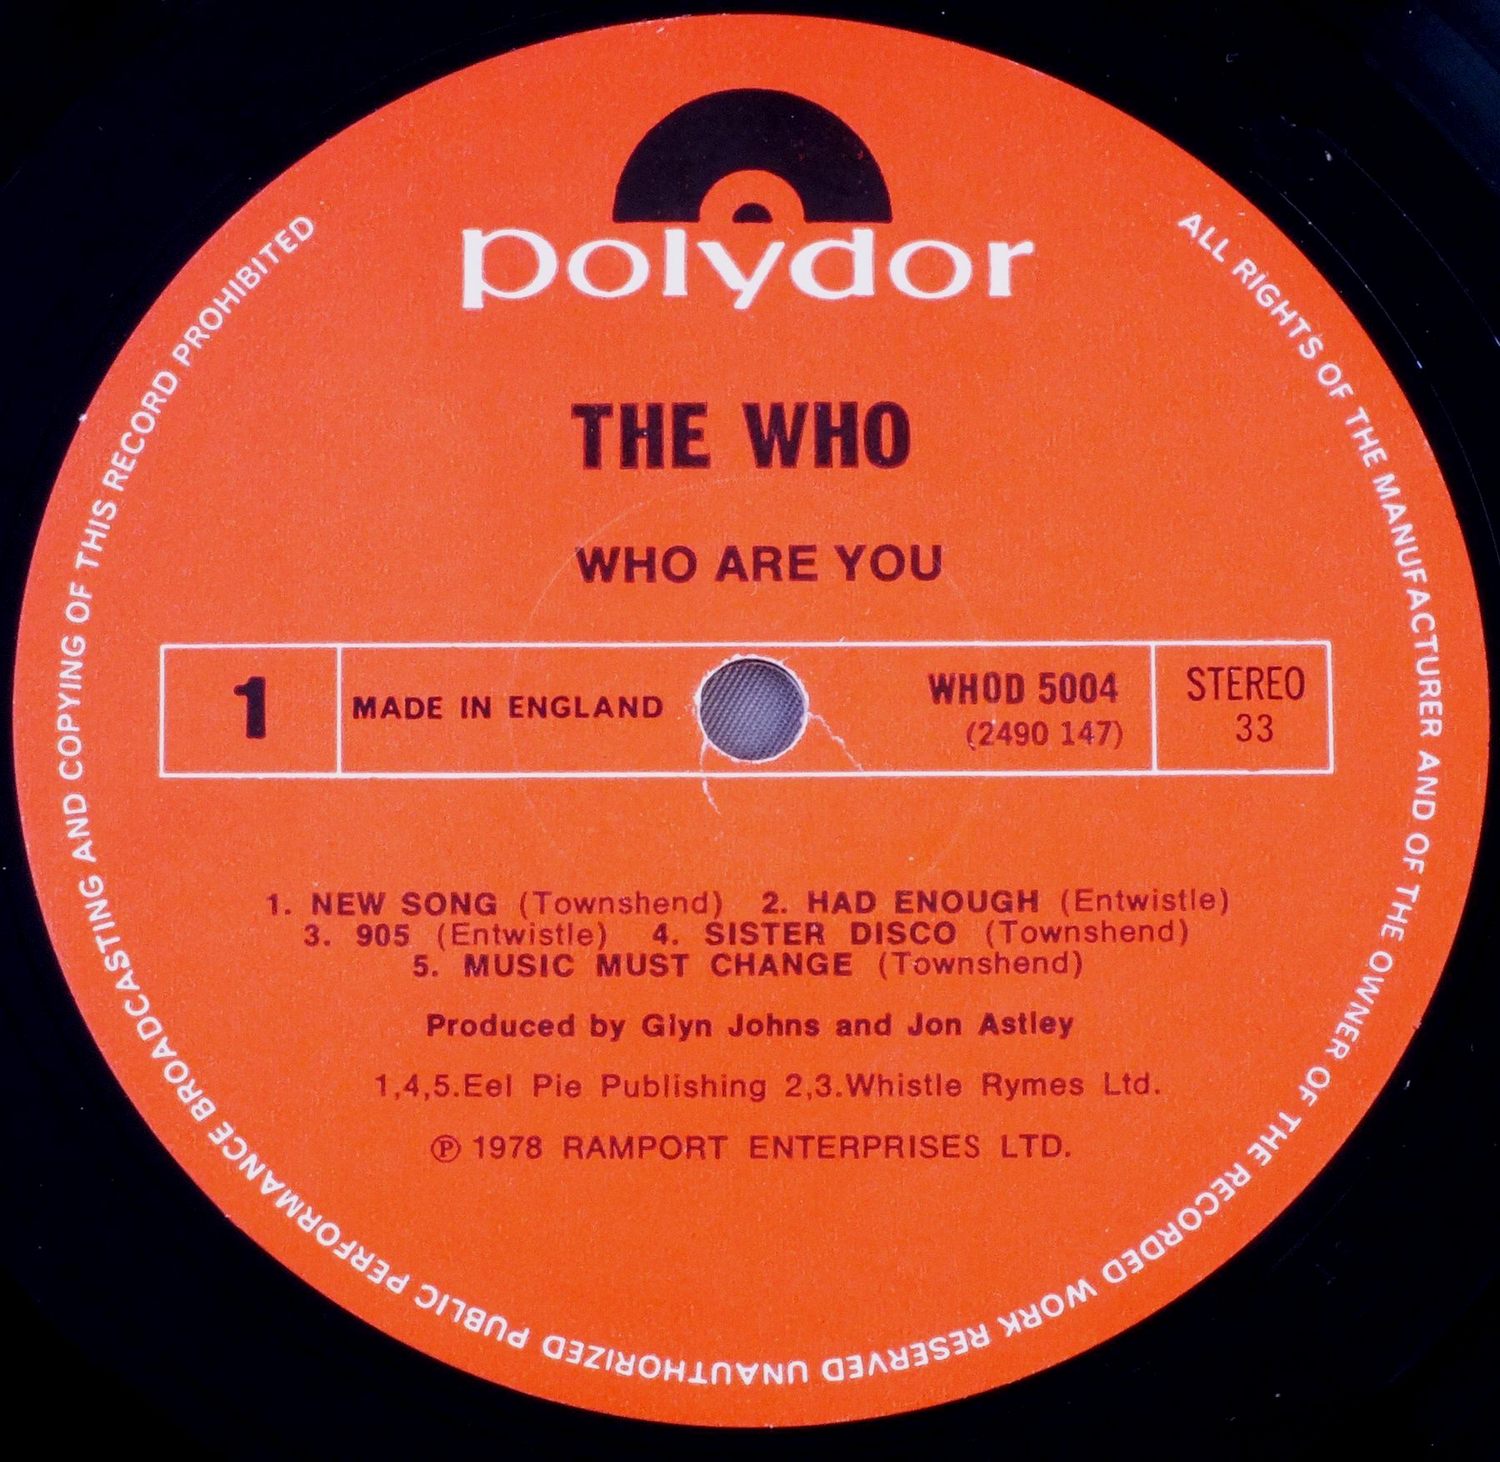 polydor
THE WHO
WHO ARE YOU
1
MADE IN ENGLAND
WHOD 5004
(2490 147)
STEREO
33
1. NEW SONG (Townshend) 2. HAD ENOUGH (Entwistle)
3. 905 (Entwistle) 4. SISTER DISCO (Townshend)
5. MUSIC MUST CHANGE (Townshend)
Produced by Glyn Johns and Jon Astley
1,4,5.Eel Pie Publishing 2,3.Whistle Rymes Ltd.
℗ 1978 RAMPORT ENTERPRISES LTD.
ALL RIGHTS OF THE MANUFACTURER AND OF THE OWNER OF THE RECORDED WORK RESERVED UNAUTHORIZED PUBLIC PERFORMANCE BROADCASTING AND COPYING OF THIS RECORD PROHIBITED